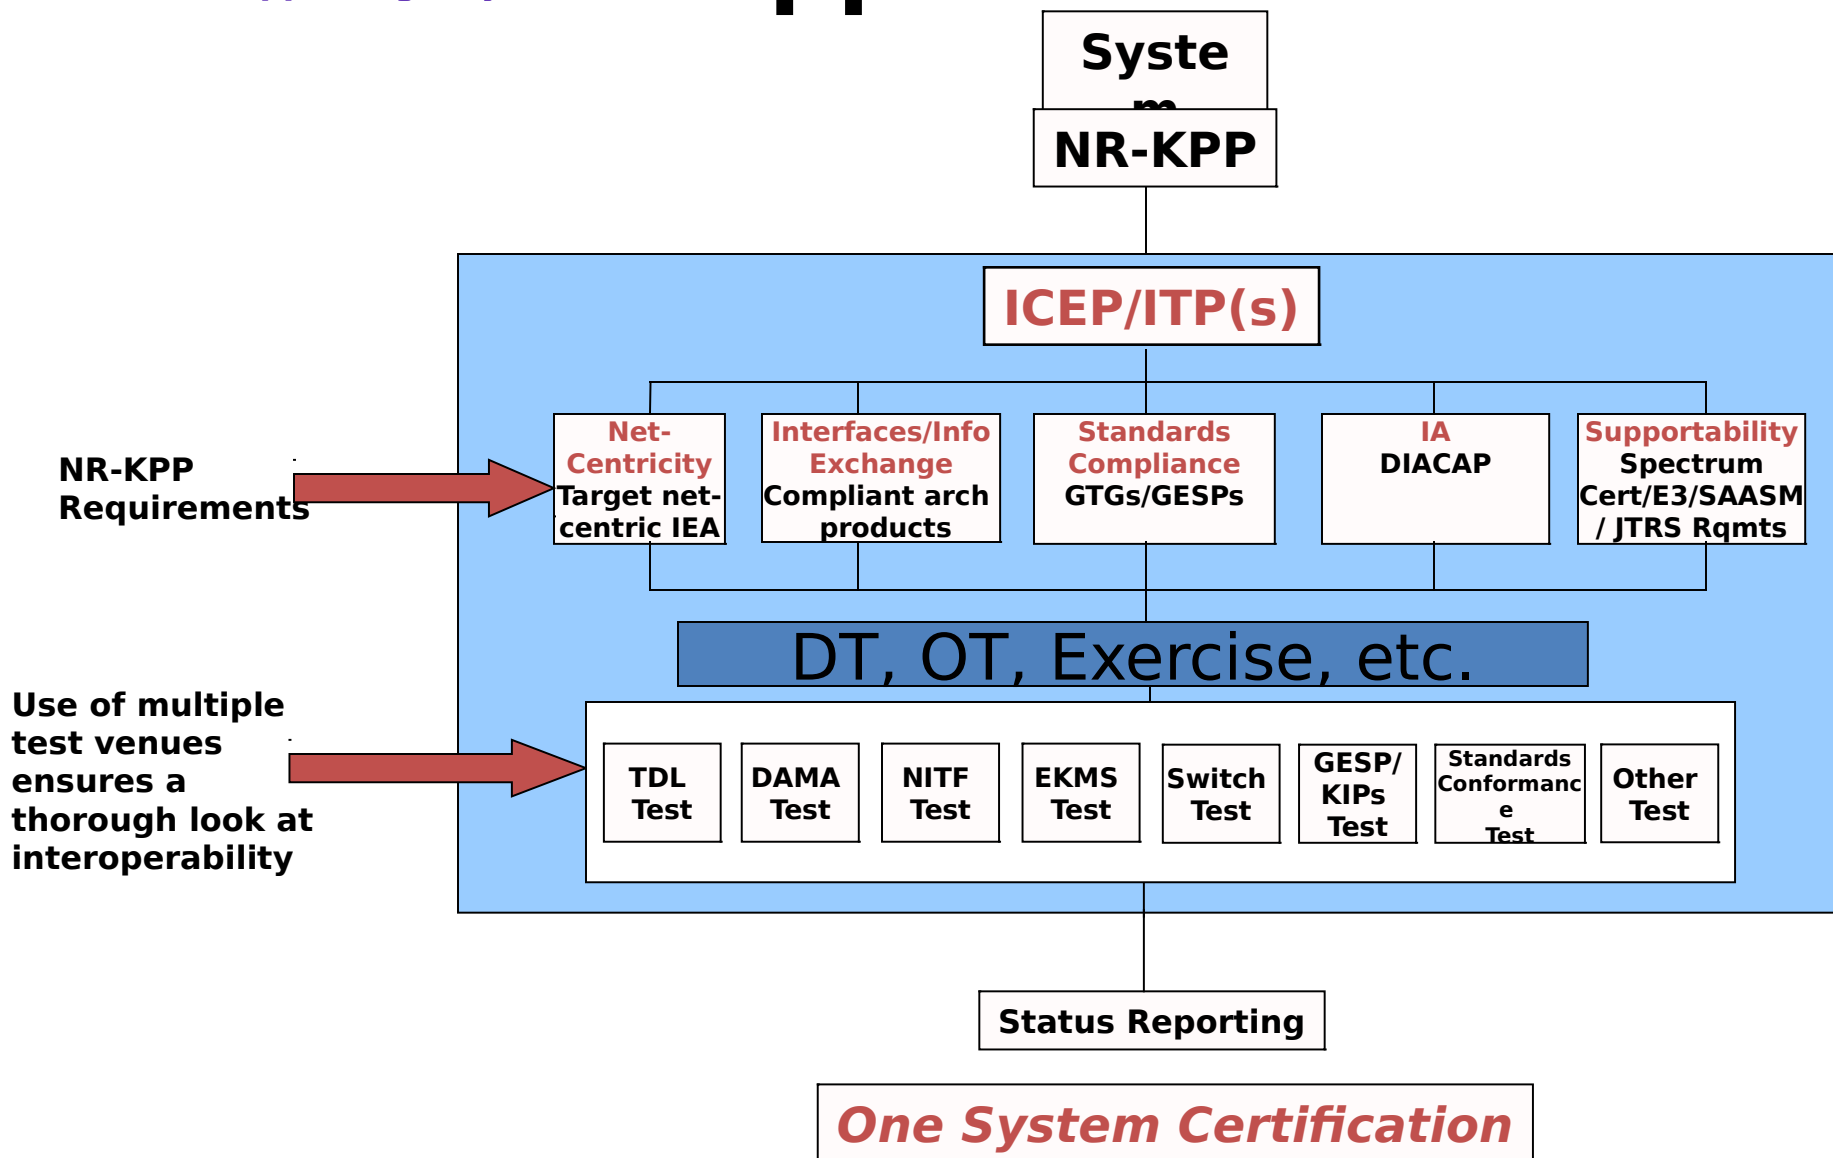 Syste
m
NR-KPP
ICEP/ITP(s)
Net-
Centricity
Target net-
centric IEA
Interfaces/Info
Exchange
Compliant arch
products
Standards
Compliance
GTGs/GESPs
IA
DIACAP
Supportability
Spectrum
Cert/E3/SAASM
/ JTRS Rqmts
NR-KPP
Requirements
DT, OT, Exercise, etc.
Use of multiple
test venues
ensures a
thorough look at
interoperability
TDL
Test
DAMA
Test
NITF
Test
EKMS
Test
Switch
Test
GESP/
KIPs
Test
Standards
Conformanc
e
Test
Other
Test
Status Reporting
One System Certification